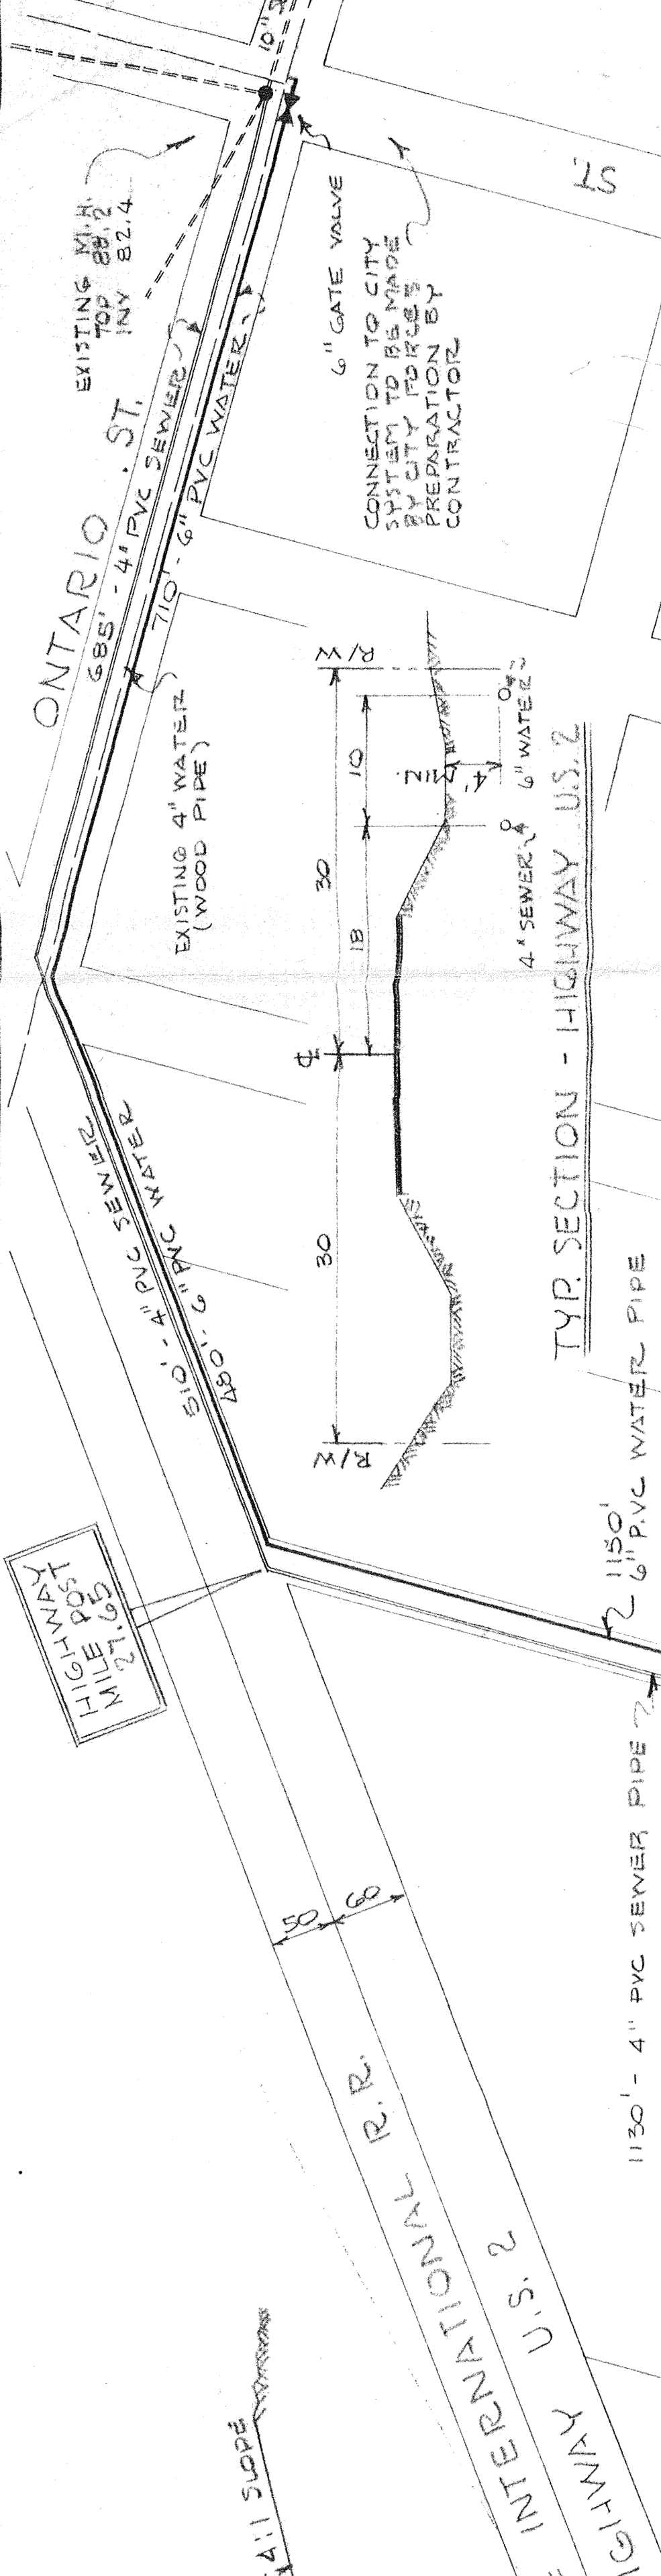 10"
EXISTING M.H.
TOP 88.2
INV 82.4
ST
6" GATE VALVE
CONNECTION TO CITY
SYSTEM TO BE MADE
BY CITY FORCES
PREPARATION BY
CONTRACTOR
ONTARIO ST.
685' - 4" PVC SEWER
710' - 6" PVC WATER
EXISTING 4" WATER
(WOOD PIPE)
R/W
10
30
18
4'
MIN.
6" WATER
4" SEWER
℄
30
R/W
TYP. SECTION - HIGHWAY U.S. 2
510' - 4" PVC SEWER
480' - 6" PVC WATER
HIGHWAY
MILE POST
27.65
1150'
6" P.VC WATER PIPE
1130' - 4" PVC SEWER PIPE
50
60
INTERNATIONAL R.R.
HIGHWAY U.S. 2
4:1 SLOPE